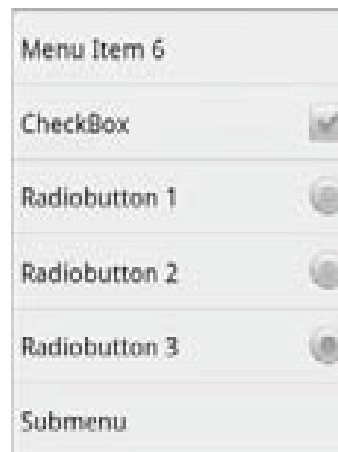 Menu Item 6
CheckBox
Radiobutton 1
Radiobutton 2
Radiobutton 3
Submenu